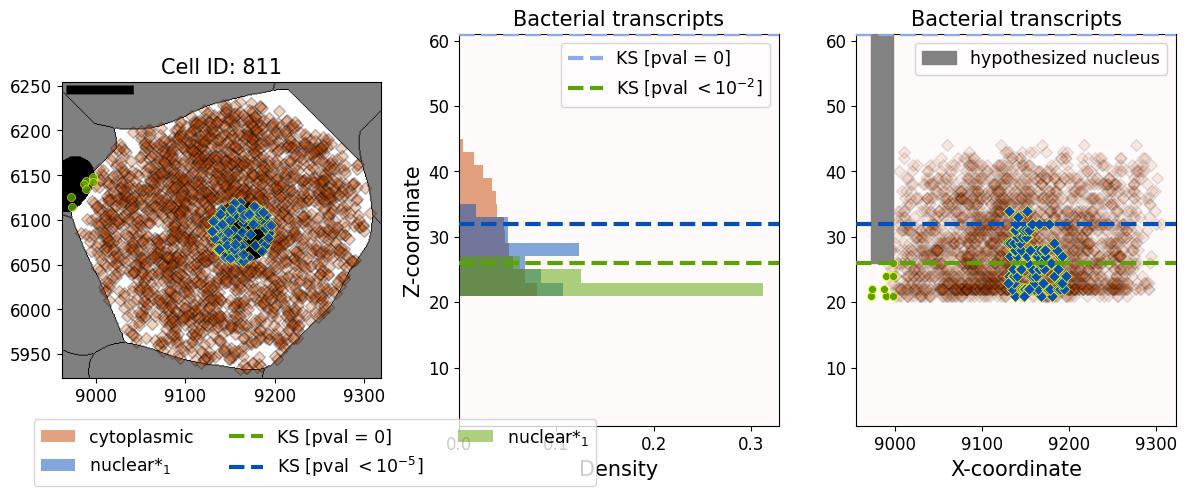 Bacterial transcripts
Bacterial transcripts
Cell ID: 811
6250
6200
6150
6100
6050
6000
5950
9000
9100
9200
9300
Z-coordinate
60
50
40
30
20
10
KS [pval = 0]
KS [pval < 10^-2]
0.0
0.1
0.2
0.3
Density
60
50
40
30
20
10
hypothesized nucleus
9000
9100
9200
9300
X-coordinate
cytoplasmic
nuclear*1
KS [pval = 0]
KS [pval < 10^-5]
nuclear*1